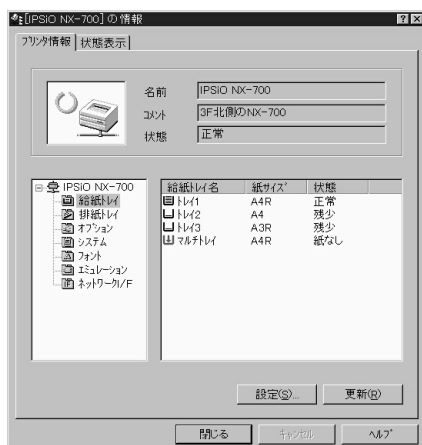 [IPSiO NX-700] の情報
プリンタ情報 状態表示
名前 IPSiO NX-700
コメント 3F北側のNX-700
状態 正常
IPSiO NX-700
給紙トレイ
排紙トレイ
オプション
システム
フォント
エミュレーション
ネットワークI/F
給紙トレイ名 紙サイズ 状態
トレイ1 A4R 正常
トレイ2 A4 残少
トレイ3 A3R 残少
マルチトレイ A4R 紙なし
設定(S)... 更新(R)
閉じる キャンセル ヘルプ